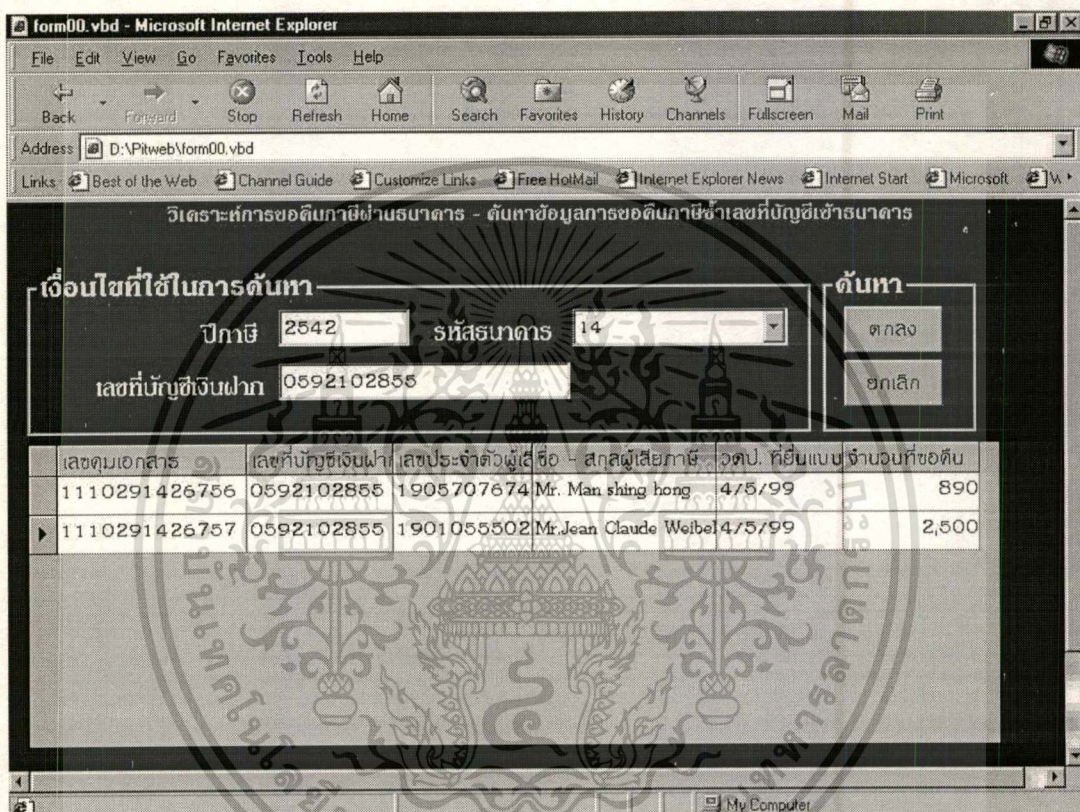 form00.vbd - Microsoft Internet Explorer
File Edit View Go Favorites Tools Help
Back Forward Stop Refresh Home Search Favorites History Channels Fullscreen Mail Print
Address D:\Pitweb\form00.vbd
Links Best of the Web Channel Guide Customize Links Free HotMail Internet Explorer News Internet Start Microsoft
วิเคราะห์การขอคืนภาษีผ่านธนาคาร - ค้นหาข้อมูลการขอคืนภาษีซ้ำเลขที่บัญชีเข้าธนาคาร
เงื่อนไขที่ใช้ในการค้นหา ค้นหา
ปีภาษี 2542 รหัสธนาคาร 14 ตกลง
เลขที่บัญชีเงินฝาก 0592102855 ยกเลิก
เลขคุมเอกสาร เลขที่บัญชีเงินฝาก เลขประจำตัวผู้เสี ชื่อ - สกุลผู้เสียภาษี วดป. ที่ยื่นแบบ จำนวนที่ขอคืน
1110291426756 0592102855 1905707674 Mr. Man shing hong 4/5/99 890
1110291426757 0592102855 1901055502 Mr.Jean Claude Weibel 4/5/99 2,500
My Computer